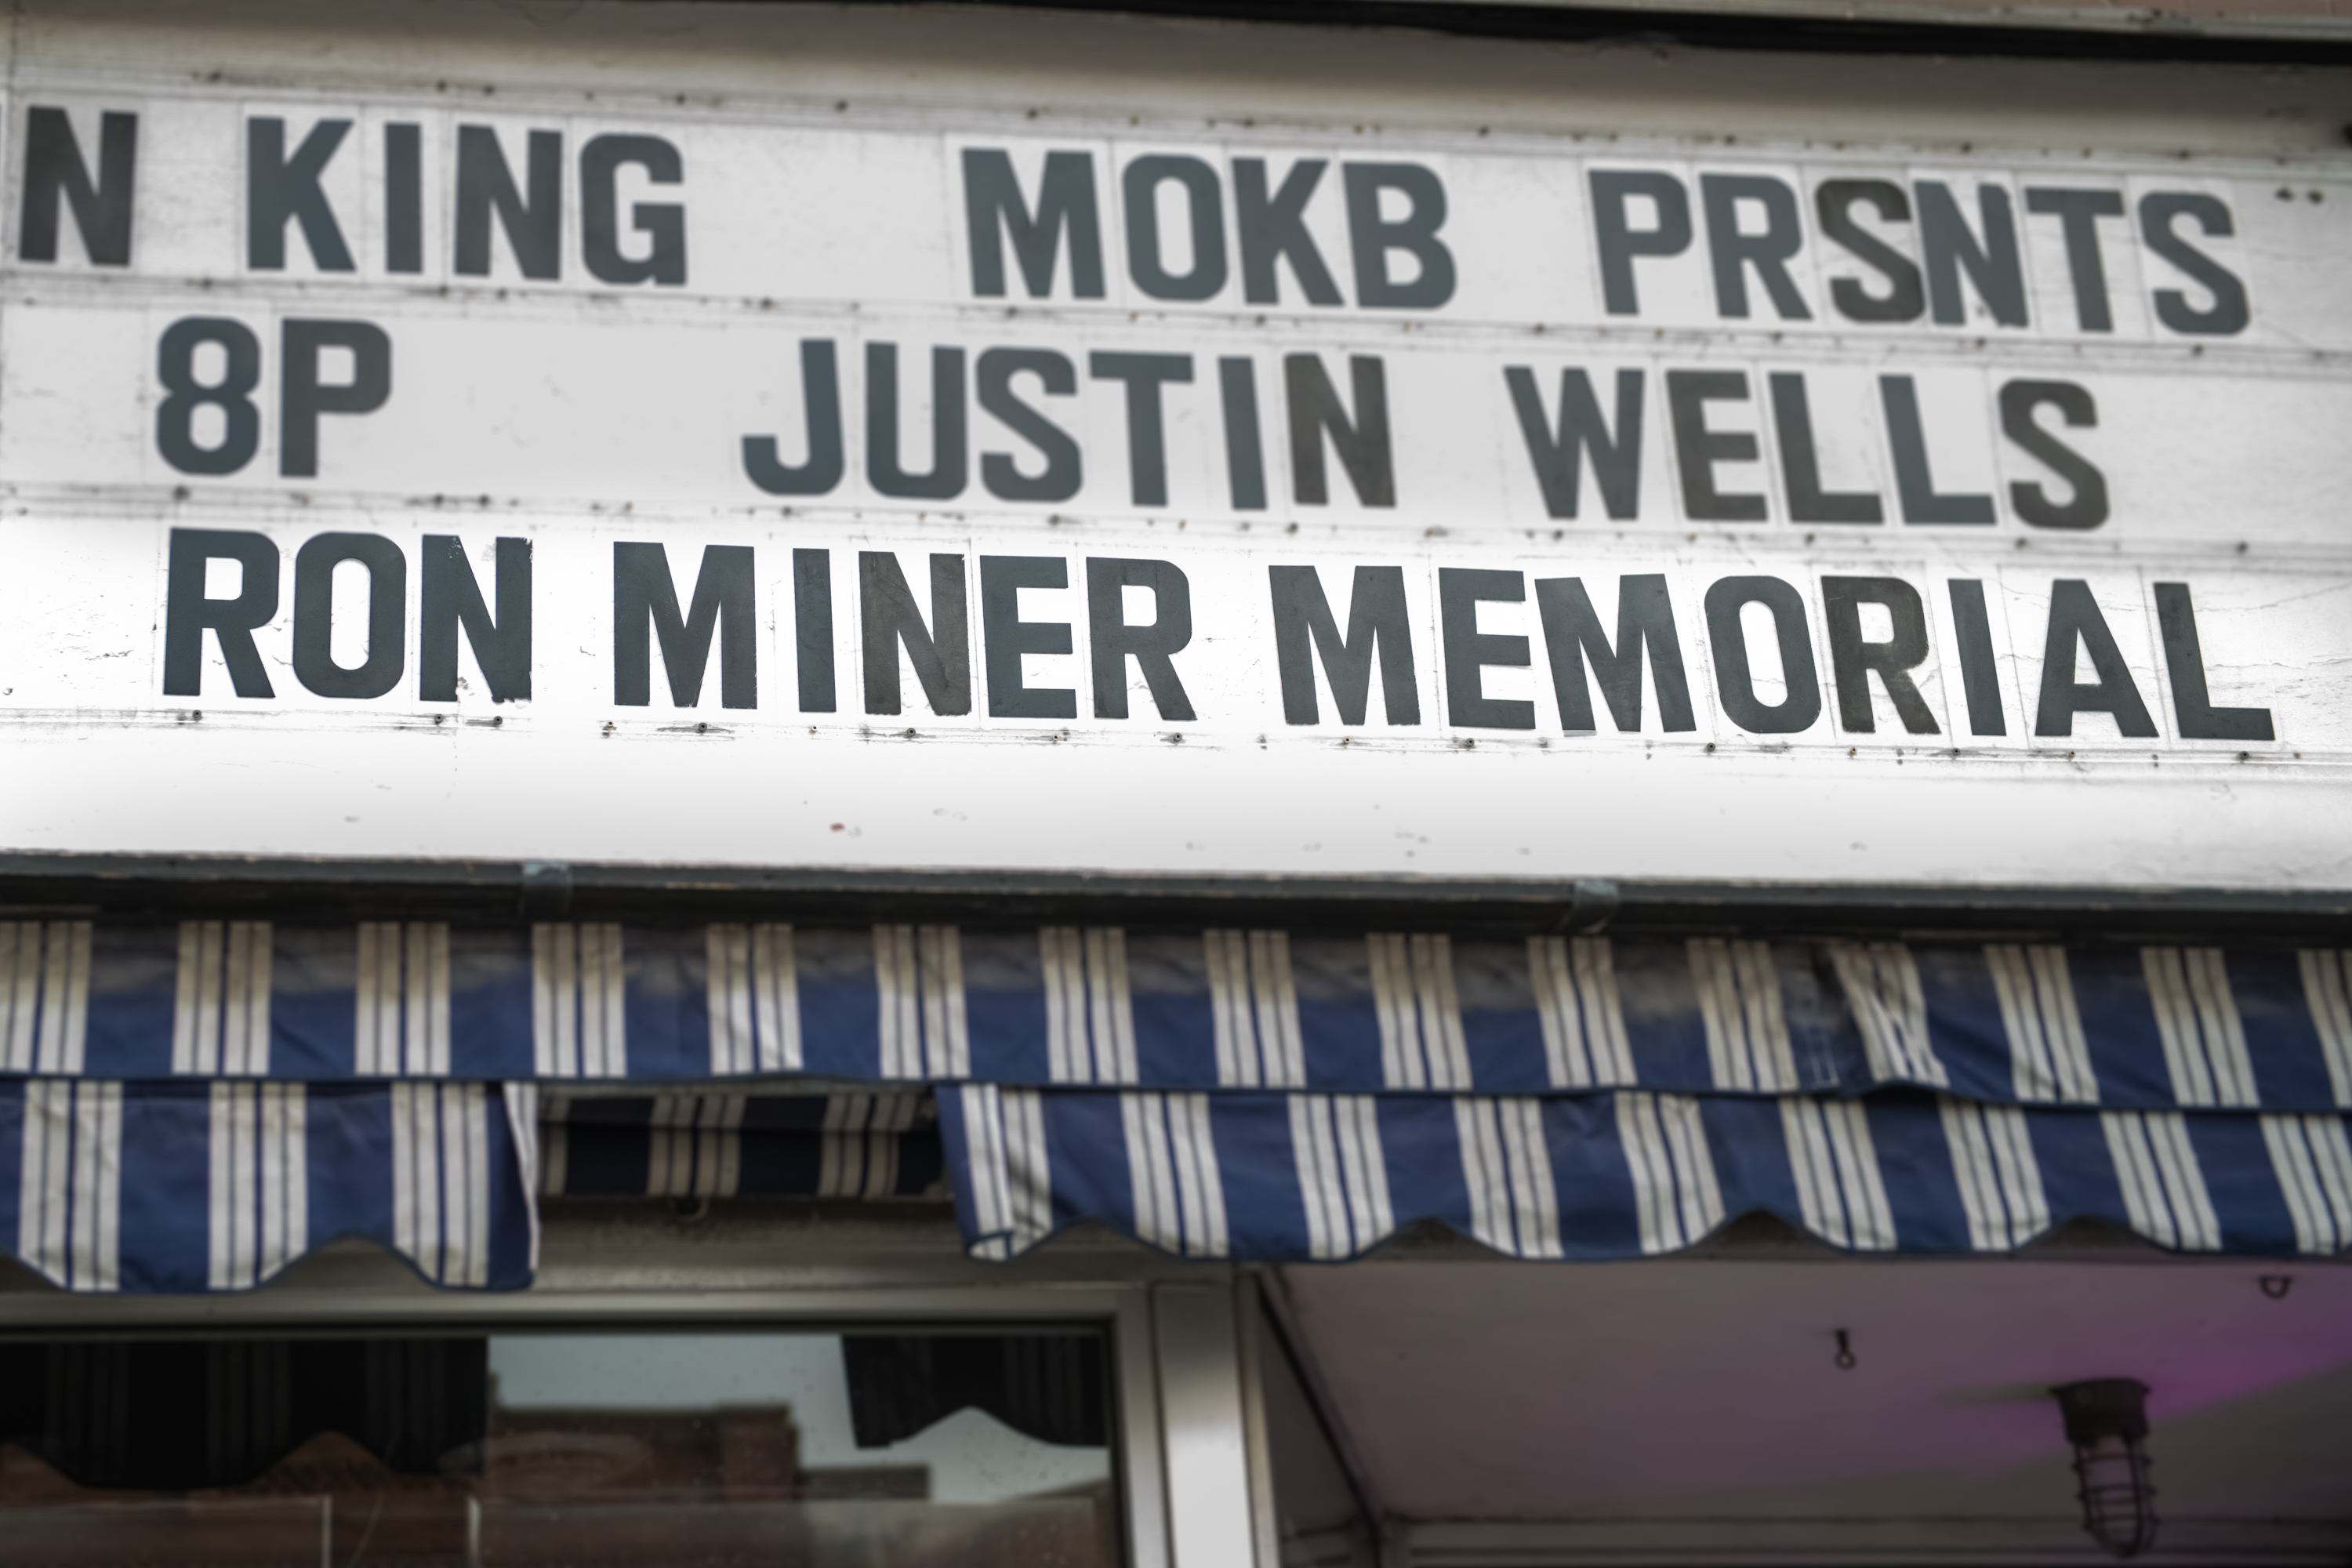 N KING MOKB PRSNTS
8P JUSTIN WELLS
RON MINER MEMORIAL